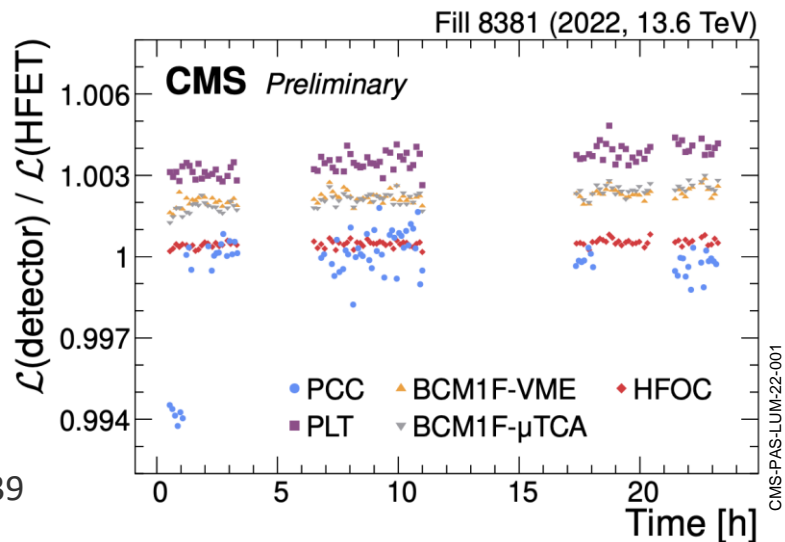 Fill 8381 (2022, 13.6 TeV)
CMS Preliminary
ℒ(detector) / ℒ(HFET)
1.006
1.003
1
0.997
0.994
PCC BCM1F-VME HFOC
PLT BCM1F-μTCA
0 5 10 15 20
Time [h]
CMS-PAS-LUM-22-001
39